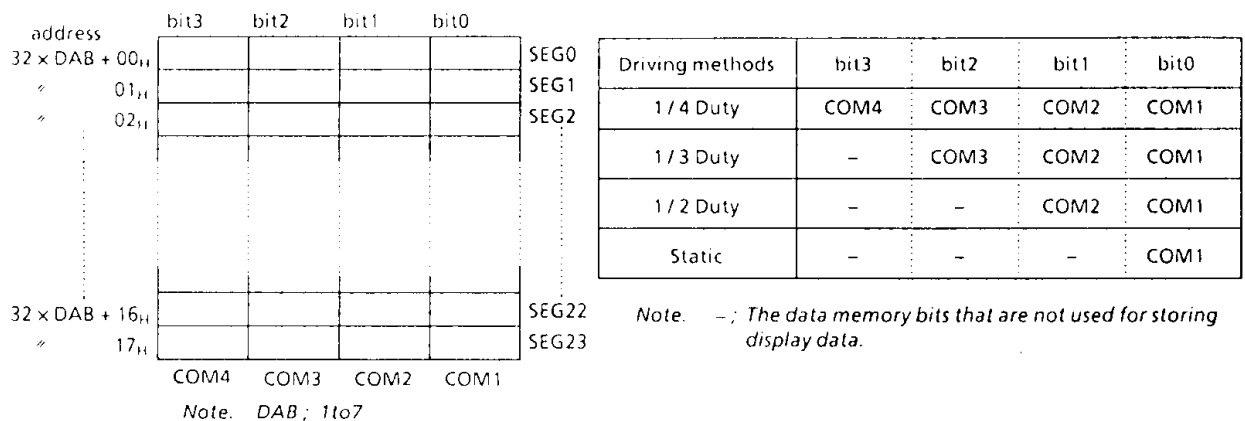 bit3 bit2 bit1 bit0
address
32 × DAB + 00H SEG0
〃 01H SEG1
〃 02H SEG2
32 × DAB + 16H SEG22
〃 17H SEG23
COM4 COM3 COM2 COM1
Note. DAB ; 1to7
Driving methods bit3 bit2 bit1 bit0
1 / 4 Duty COM4 COM3 COM2 COM1
1 / 3 Duty – COM3 COM2 COM1
1 / 2 Duty – – COM2 COM1
Static – – – COM1
Note. – ; The data memory bits that are not used for storing
display data.